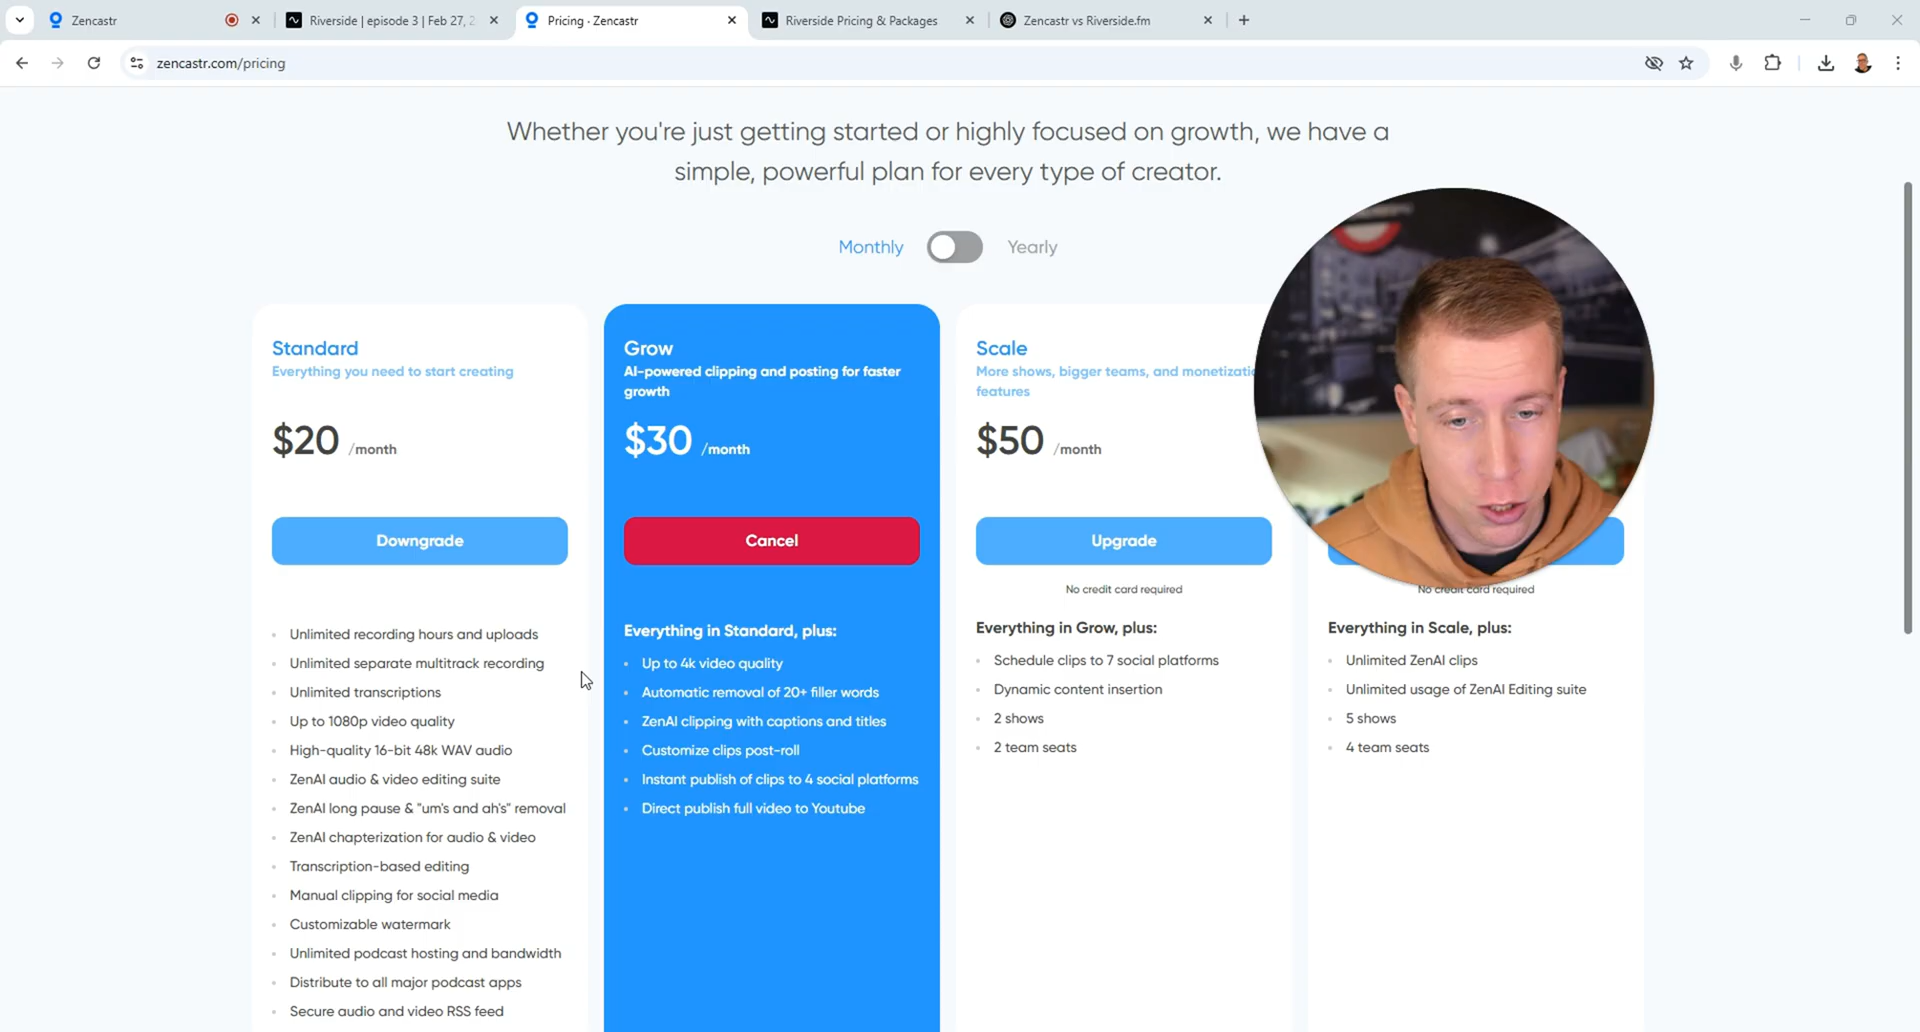 Zencastr
Riverside | episode 3 | Feb 27, 2
Pricing · Zencastr
Riverside Pricing & Packages
Zencastr vs Riverside.fm
zencastr.com/pricing
Whether you're just getting started or highly focused on growth, we have a
simple, powerful plan for every type of creator.
Monthly
Yearly
Standard
Everything you need to start creating
$20 /month
Downgrade
Unlimited recording hours and uploads
Unlimited separate multitrack recording
Unlimited transcriptions
Up to 1080p video quality
High-quality 16-bit 48k WAV audio
ZenAI audio & video editing suite
ZenAI long pause & "um's and ah's" removal
ZenAI chapterization for audio & video
Transcription-based editing
Manual clipping for social media
Customizable watermark
Unlimited podcast hosting and bandwidth
Distribute to all major podcast apps
Secure audio and video RSS feed
Grow
AI-powered clipping and posting for faster
growth
$30 /month
Cancel
Everything in Standard, plus:
Up to 4k video quality
Automatic removal of 20+ filler words
ZenAI clipping with captions and titles
Customize clips post-roll
Instant publish of clips to 4 social platforms
Direct publish full video to Youtube
Scale
More shows, bigger teams, and monetizatio
features
$50 /month
Upgrade
No credit card required
Everything in Grow, plus:
Schedule clips to 7 social platforms
Dynamic content insertion
2 shows
2 team seats
No credit card required
Everything in Scale, plus:
Unlimited ZenAI clips
Unlimited usage of ZenAI Editing suite
5 shows
4 team seats